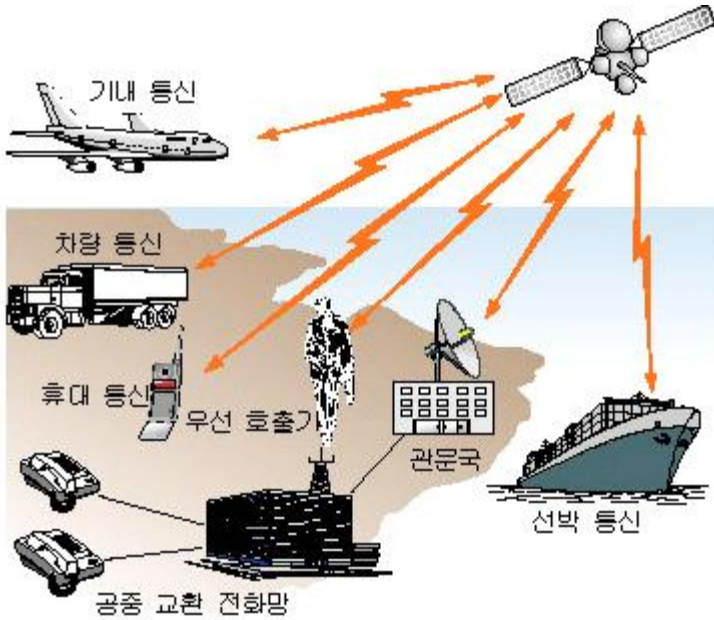 기내 통신
차량 통신
휴대 통신
우선 호출기
관문국
선박 통신
공중 교환 전화망